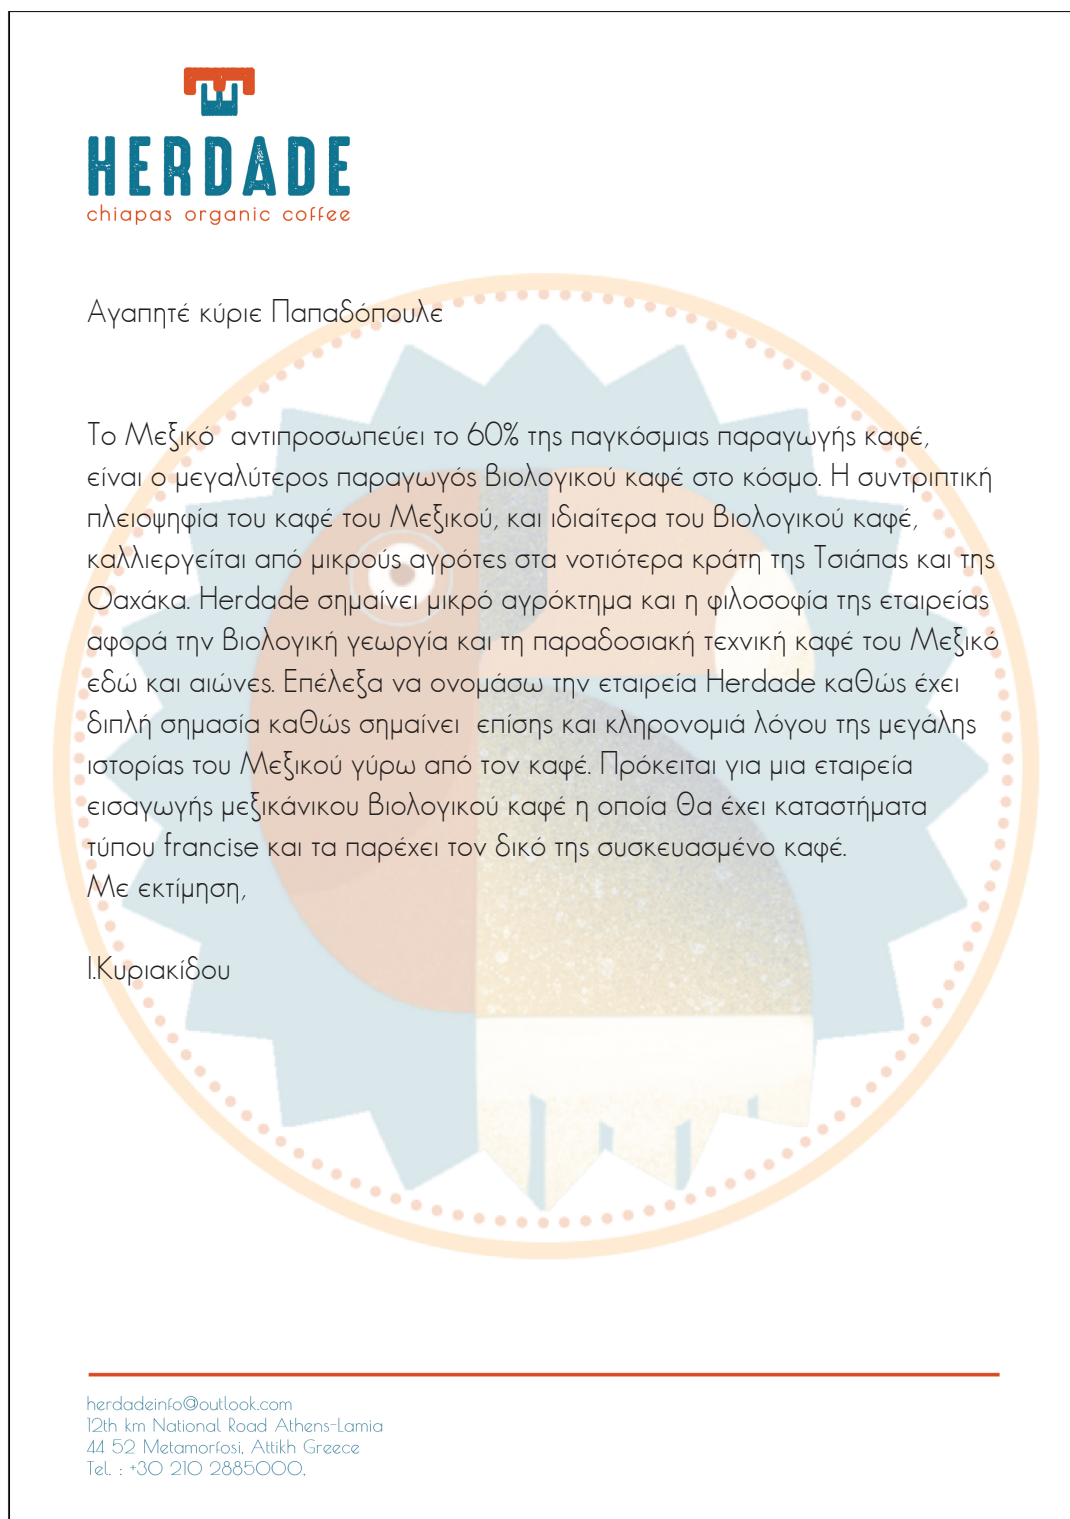 HERDADE
chiapas organic coffee
Αγαπητέ κύριε Παπαδόπουλε
Το Μεξικό αντιπροσωπεύει το 60% της παγκόσμιας παραγωγής καφέ,
είναι ο μεγαλύτερος παραγωγός βιολογικού καφέ στο κόσμο. Η συντριπτική
πλειοψηφία του καφέ του Μεξικού, και ιδιαίτερα του βιολογικού καφέ,
καλλιεργείται από μικρούς αγρότες στα νοτιότερα κράτη της Τσιάπας και της
Οαχάκα. Herdade σημαίνει μικρό αγρόκτημα και η φιλοσοφία της εταιρείας
αφορά την βιολογική γεωργία και τη παραδοσιακή τεχνική καφέ του Μεξικό
εδώ και αιώνες. Επέλεξα να ονομάσω την εταιρεία Herdade καθώς έχει
διπλή σημασία καθώς σημαίνει επίσης και κληρονομιά λόγου της μεγάλης
ιστορίας του Μεξικού γύρω από τον καφέ. Πρόκειται για μια εταιρεία
εισαγωγής μεξικάνικου βιολογικού καφέ η οποία θα έχει καταστήματα
τύπου francise και τα παρέχει τον δικό της συσκευασμένο καφέ.
Με εκτίμηση,
Ι.Κυριακίδου
herdadeinfo@outlook.com
12th km National Road Athens-Lamia
44 52 Metamorfosi, Attikh Greece
Tel. : +30 210 2885000,